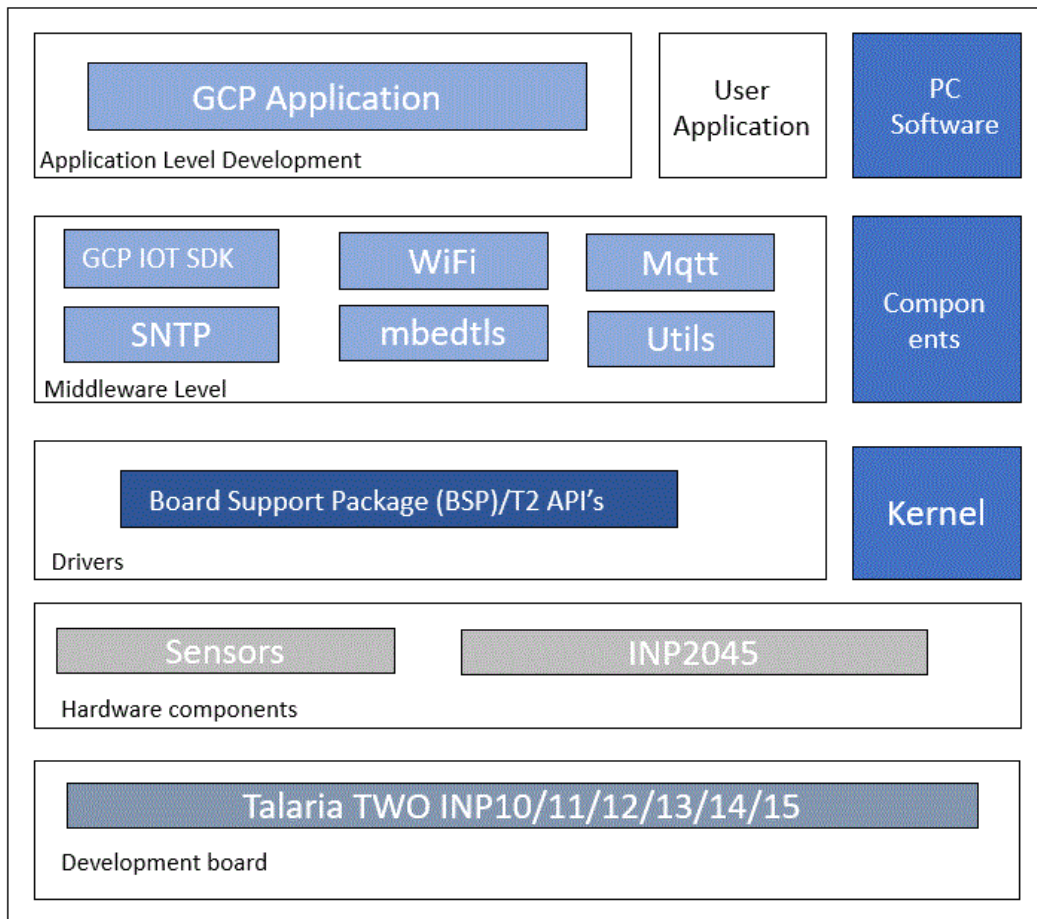 GCP Application
Application Level Development
User
Application
PC
Software
GCP IOT SDK
WiFi
Mqtt
SNTP
mbedtls
Utils
Middleware Level
Compon
ents
Board Support Package (BSP)/T2 API's
Drivers
Kernel
Sensors
INP2045
Hardware components
Talaria TWO INP10/11/12/13/14/15
Development board